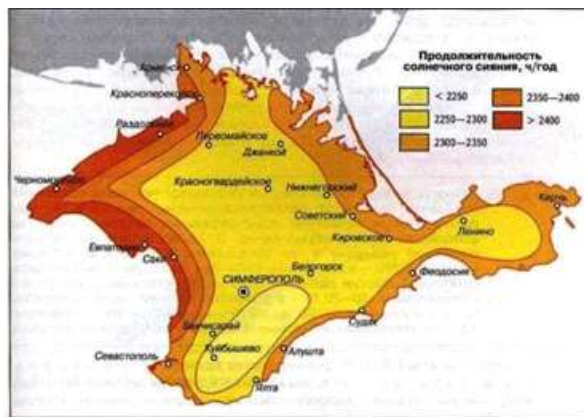 Продолжительность
солнечного сияния, ч/год
< 2250
2250—2300
2300—2350
2350—2400
> 2400
Армянск
Красноперекопск
Раздольное
Первомайское
Джанкой
Черноморское
Красногвардейское
Нижнегорский
Советский
Керчь
Ленино
Кировское
Евпатория
Саки
Белогорск
Феодосия
СИМФЕРОПОЛЬ
Судак
Бахчисарай
Куйбышево
Алушта
Севастополь
Ялта